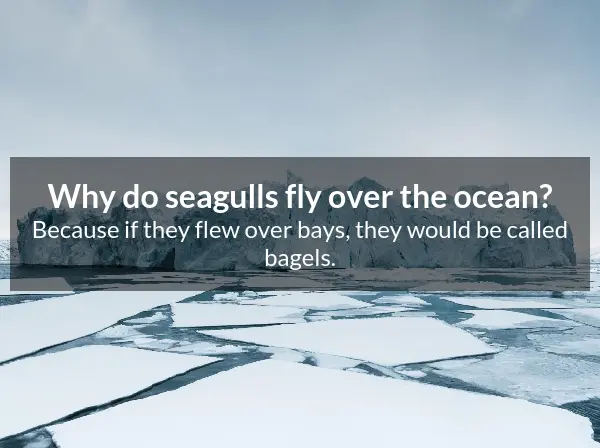 Why do seagulls fly over the ocean?
Because if they flew over bays, they would be called
bagels.